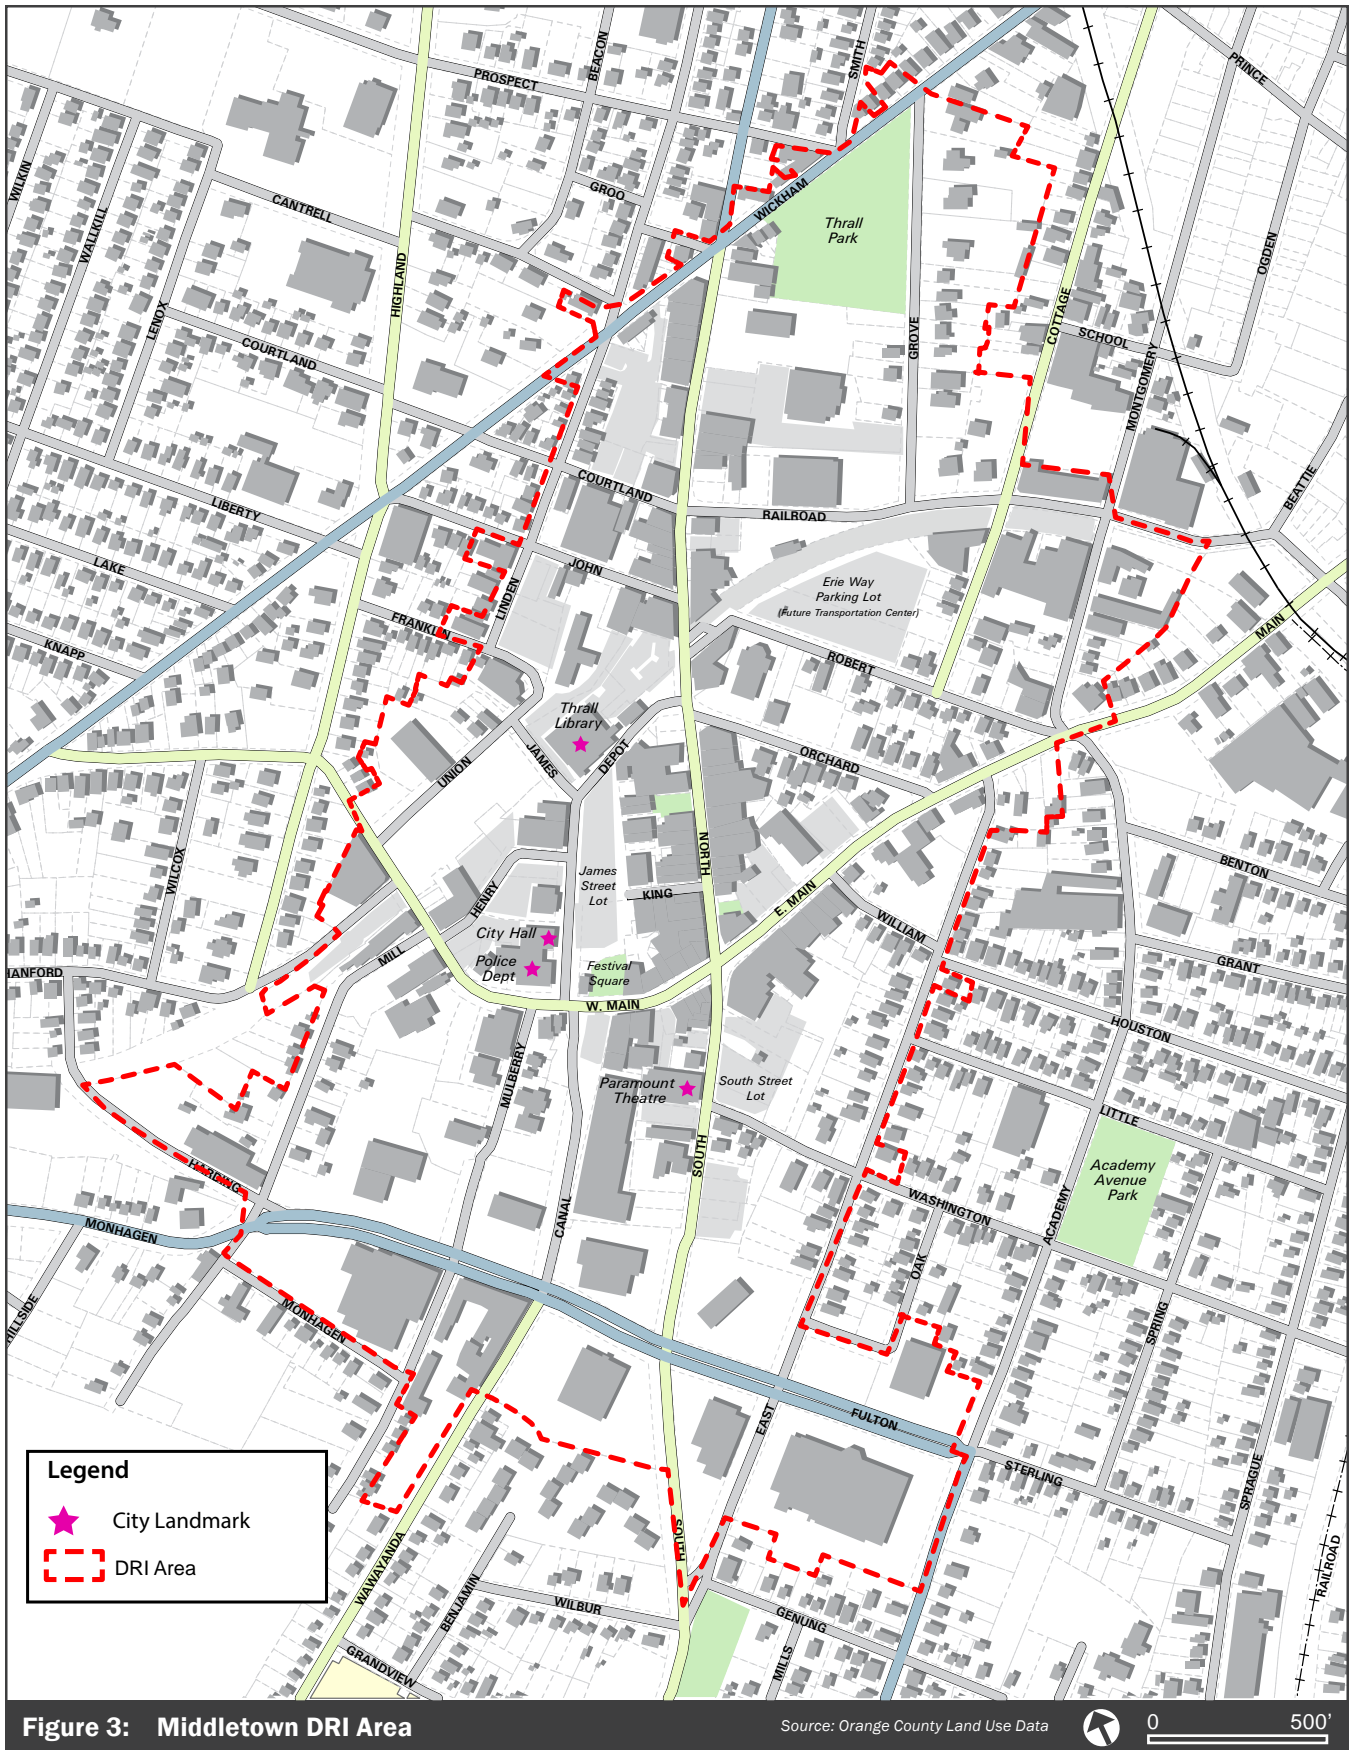 PROSPECT
BEACON
SMITH
PRINCE
WILKIN
WALLKILL
CANTRELL
GROO
WICKHAM
Thrall
Park
OGDEN
HIGHLAND
LENOX
COURTLAND
GROVE
COTTAGE
SCHOOL
MONTGOMERY
COURTLAND
RAILROAD
BEATTIE
LIBERTY
LAKE
JOHN
LINDEN
FRANKLIN
KNAPP
Erie Way
Parking Lot
(Future Transportation Center)
MAIN
ROBERT
Thrall
Library
JAMES
DEPOT
UNION
ORCHARD
NORTH
WILCOX
James
Street
Lot
KING
E. MAIN
BENTON
HENRY
WILLIAM
City Hall
Police
Dept
MILL
Festival
Square
HANFORD
GRANT
W. MAIN
HOUSTON
MULBERRY
Paramount
Theatre
South Street
Lot
LITTLE
SOUTH
Academy
Avenue
Park
HARDING
WASHINGTON
ACADEMY
MONHAGEN
CANAL
OAK
HILLSIDE
MONHAGEN
SPRING
EAST
FULTON
STERLING
SPRAGUE
SOUTH
RAILROAD
WAWAYANDA
BENJAMIN
WILBUR
GENUNG
MILLS
GRANDVIEW
Legend
City Landmark
DRI Area
Figure 3: Middletown DRI Area
Source: Orange County Land Use Data
0 500'